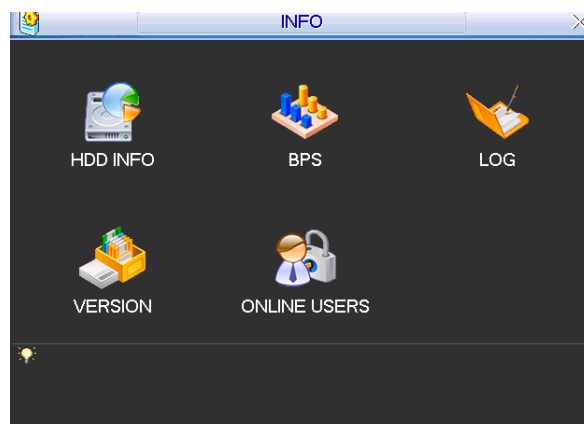 INFO
HDD INFO
BPS
LOG
VERSION
ONLINE USERS